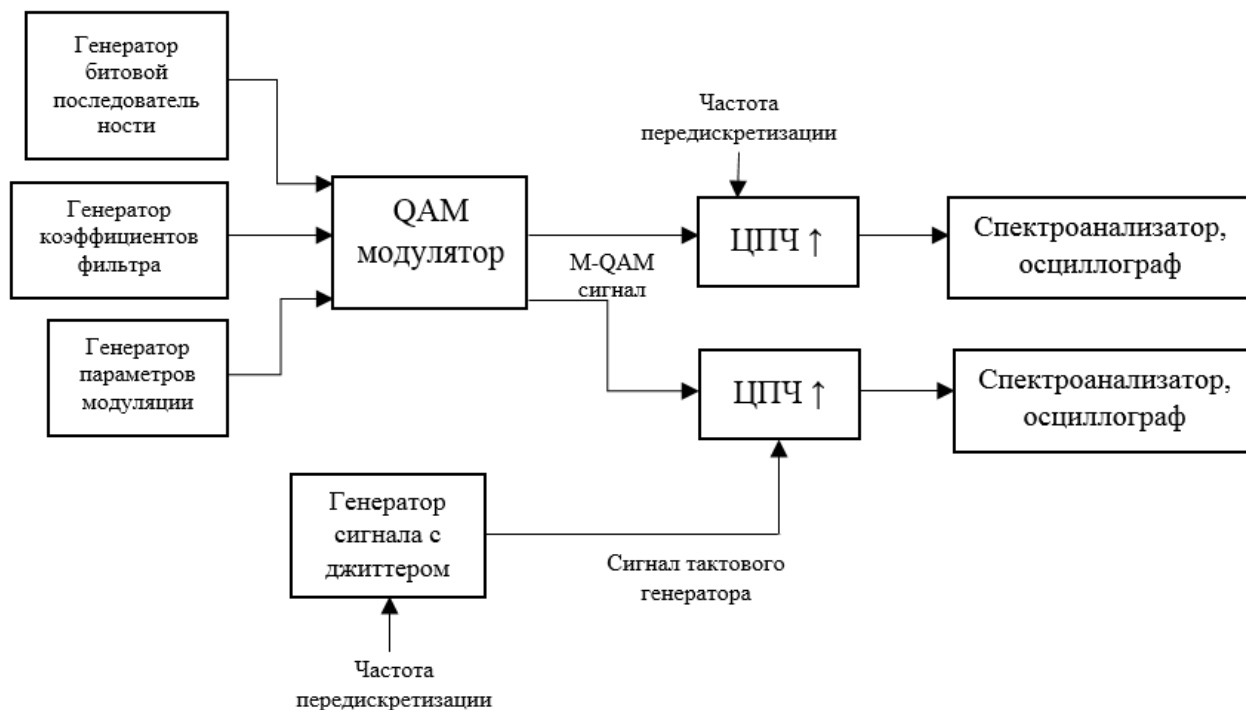 Генератор
битовой
последователь
ности
Генератор
коэффициентов
фильтра
Генератор
параметров
модуляции
QAM
модулятор
M-QAM
сигнал
Частота
передискретизации
ЦПЧ ↑
Спектроанализатор,
осциллограф
ЦПЧ ↑
Спектроанализатор,
осциллограф
Генератор
сигнала с
джиттером
Сигнал тактового
генератора
Частота
передискретизации